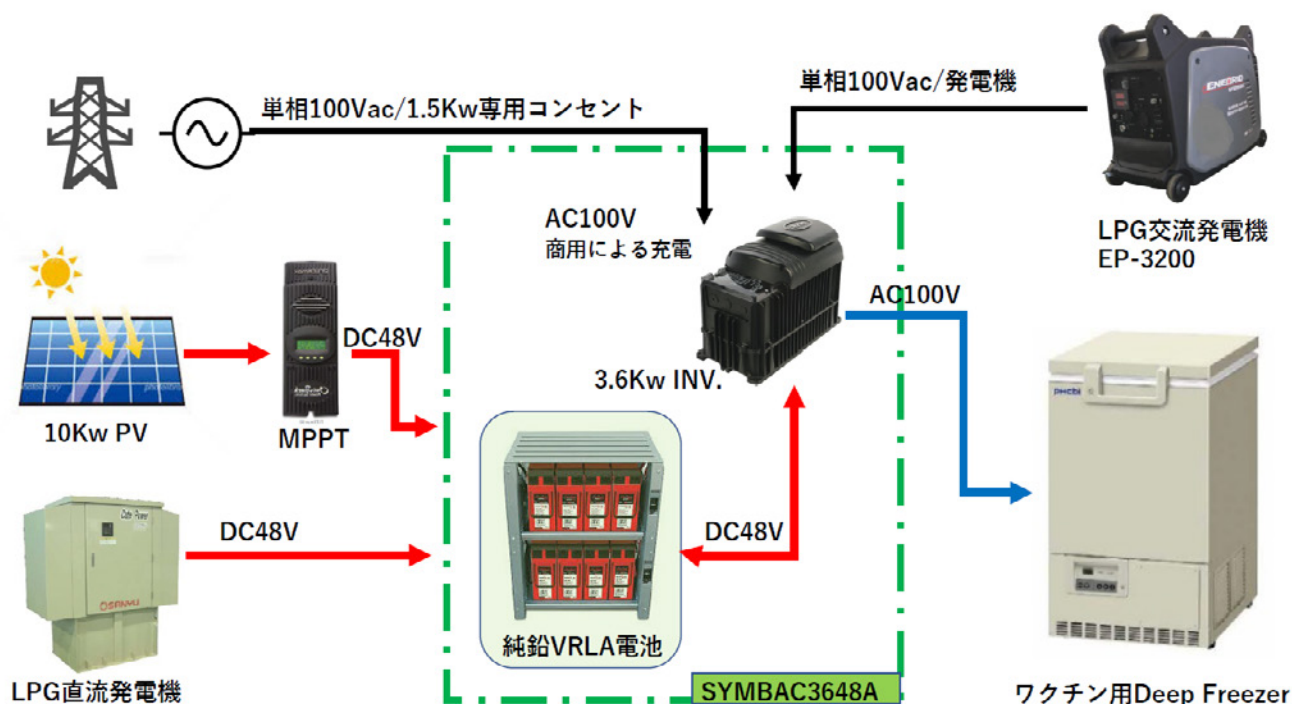 単相100Vac/1.5Kw専用コンセント
単相100Vac/発電機
ENEGRID
LPG交流発電機
EP-3200
AC100V
商用による充電
AC100V
DC48V
3.6Kw INV.
10Kw PV
MPPT
DC48V
DC48V
純鉛VRLA電池
SANYU
LPG直流発電機
SYMBAC3648A
PHCbi
ワクチン用Deep Freezer